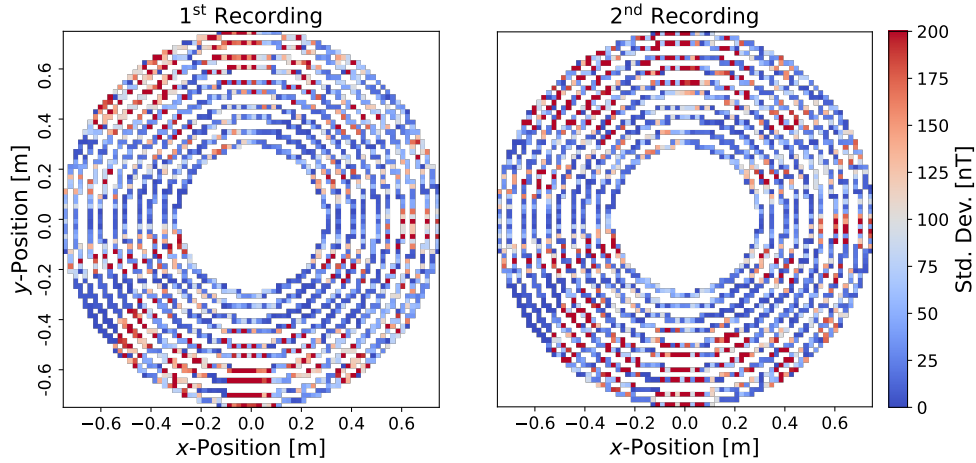 1st Recording
2nd Recording
y-Position [m]
0.6
0.4
0.2
0.0
-0.2
-0.4
-0.6
−0.6 −0.4 −0.2 0.0 0.2 0.4 0.6
x-Position [m]
−0.6 −0.4 −0.2 0.0 0.2 0.4 0.6
x-Position [m]
200
175
150
125
100
75
50
25
0
Std. Dev. [nT]